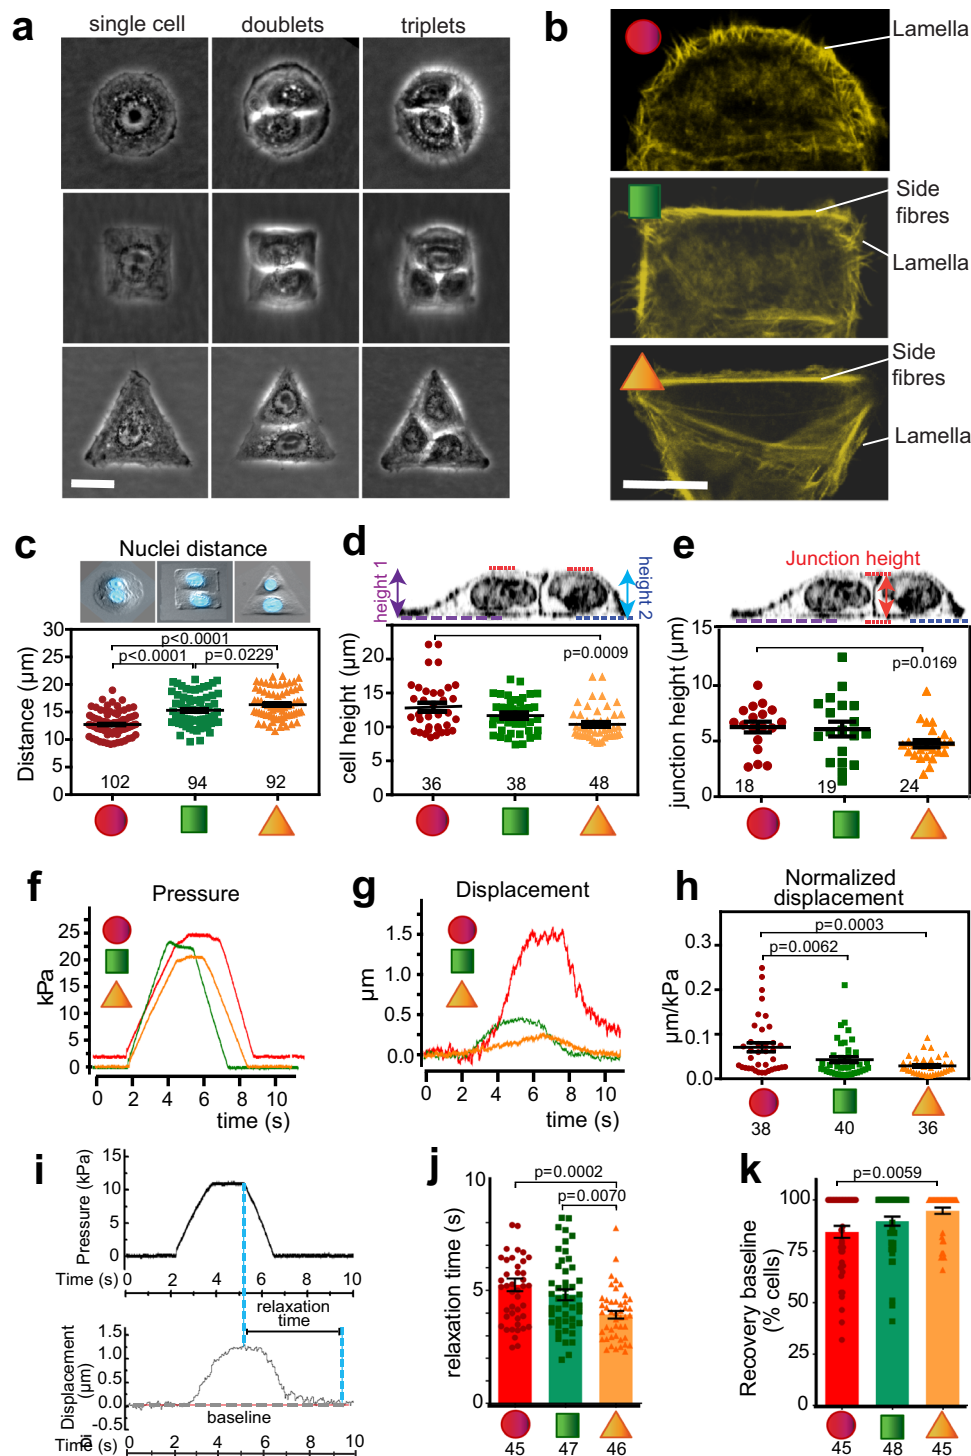 a
single cell
doublets
triplets
b
Lamella
Side
fibres
Lamella
Side
fibres
Lamella
c
Nuclei distance
Distance (μm)
30
25
20
15
10
5
0
p<0.0001
p<0.0001
p=0.0229
102
94
92
d
height 1
height 2
cell height (μm)
20
15
10
5
0
p=0.0009
36
38
48
e
Junction height
junction height (μm)
15
10
5
0
p=0.0169
18
19
24
f
Pressure
kPa
25
20
15
10
5
0
0 2 4 6 8 10
time (s)
g
Displacement
μm
1.5
1.0
0.0
0 2 4 6 8 10
time (s)
h
Normalized
displacement
μm/kPa
0.3
0.2
0.1
0.0
p=0.0003
p=0.0062
38
40
36
i
Pressure (kPa)
15
10
5
0
Time (s) 0 2 4 6 8 10
relaxation
time
Displacement
(μm)
1.5
1.0
0.5
0.0
-0.5
baseline
Time (s) 0 2 4 6 8 10
j
relaxation time (s)
10
5
0
p=0.0002
p=0.0070
45
47
46
k
Recovery baseline
(% cells)
100
75
50
25
0
p=0.0059
45
48
45